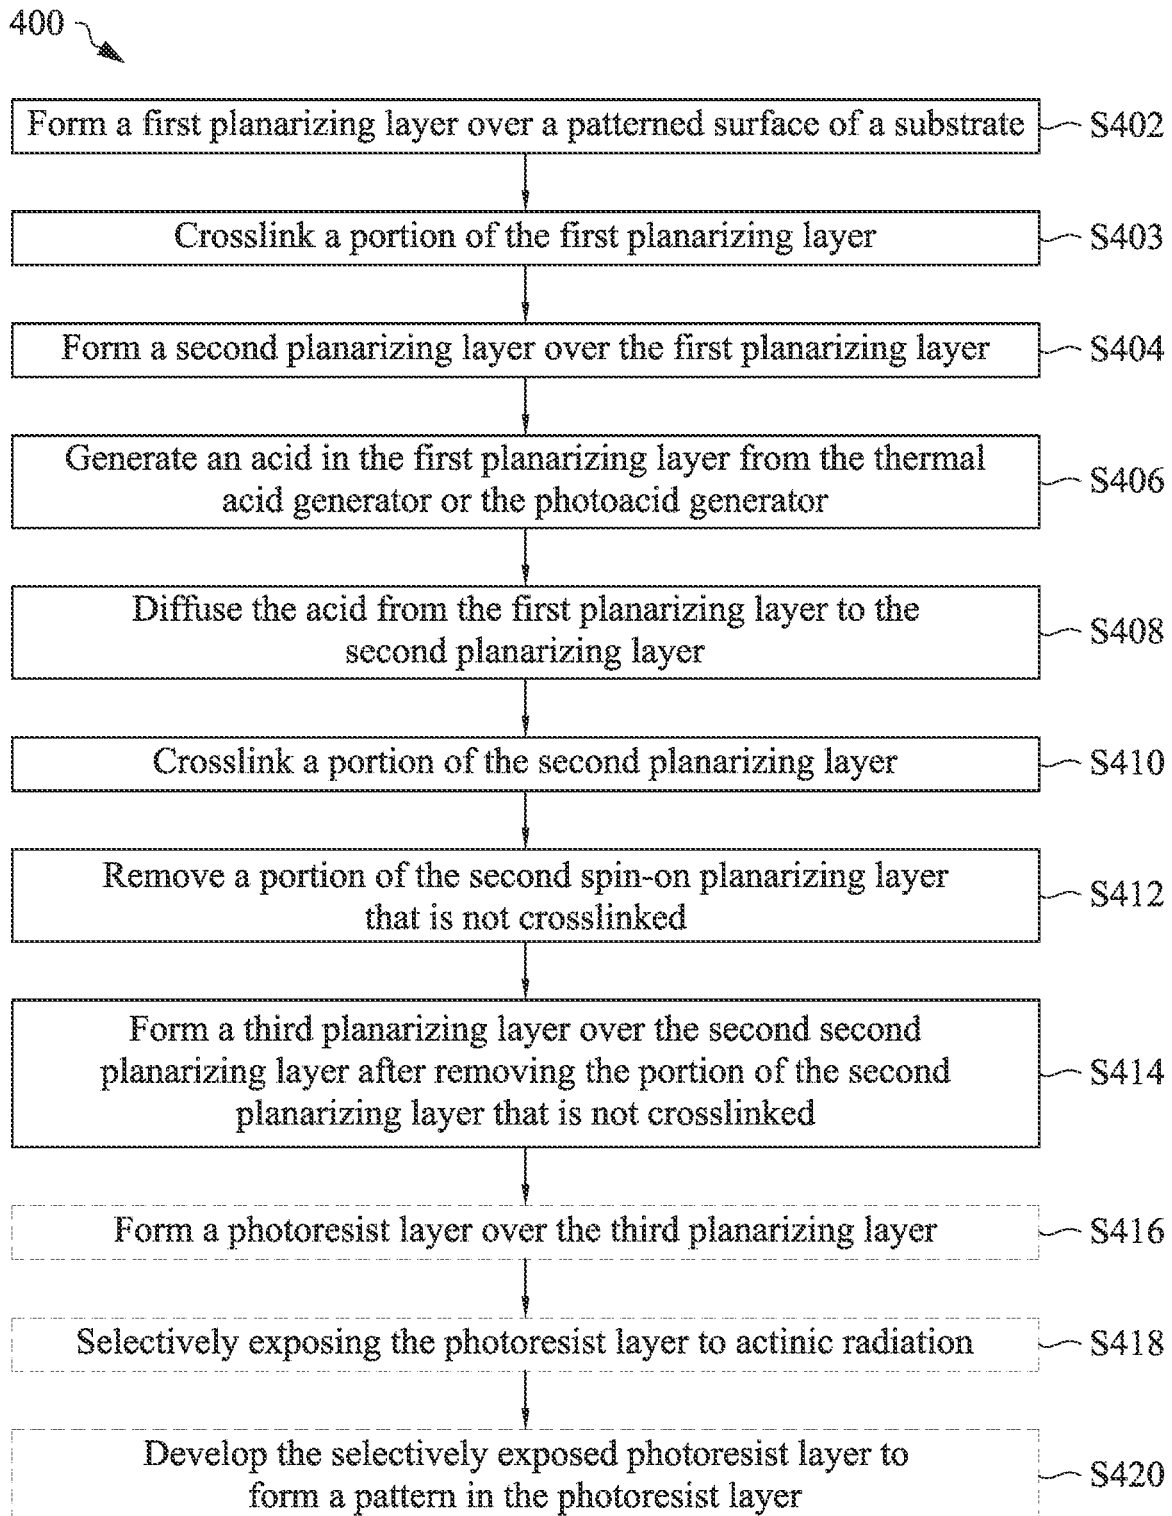 400
Form a first planarizing layer over a patterned surface of a substrate
S402
Crosslink a portion of the first planarizing layer
S403
Form a second planarizing layer over the first planarizing layer
S404
Generate an acid in the first planarizing layer from the thermal
acid generator or the photoacid generator
S406
Diffuse the acid from the first planarizing layer to the
second planarizing layer
S408
Crosslink a portion of the second planarizing layer
S410
Remove a portion of the second spin-on planarizing layer
that is not crosslinked
S412
Form a third planarizing layer over the second second
planarizing layer after removing the portion of the second
planarizing layer that is not crosslinked
S414
Form a photoresist layer over the third planarizing layer
S416
Selectively exposing the photoresist layer to actinic radiation
S418
Develop the selectively exposed photoresist layer to
form a pattern in the photoresist layer
S420